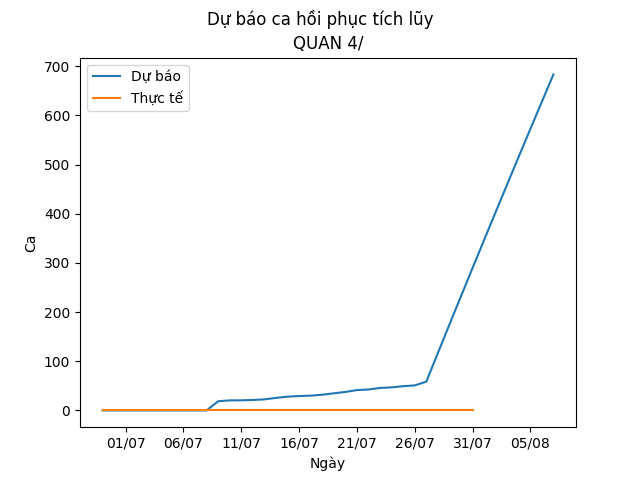 Dự báo ca hồi phục tích lũy
QUAN 4/
Dự báo
Thực tế
Ca
700
600
500
400
300
200
100
0
01/07 06/07 11/07 16/07 21/07 26/07 31/07 05/08
Ngày